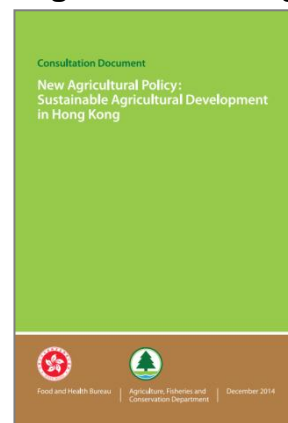 Consultation Document
New Agricultural Policy:
Sustainable Agricultural Development
in Hong Kong
Food and Health Bureau
Agriculture, Fisheries and
Conservation Department
December 2014